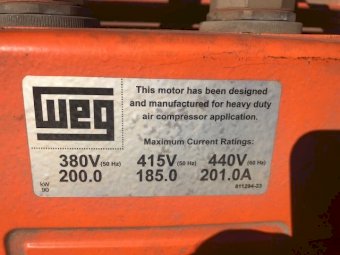 weg
This motor has been designed
and manufactured for heavy duty
air compressor application.
Maximum Current Ratings:
380V (50 Hz) 415V (50 Hz) 440V (60 Hz)
kW 90 200.0 185.0 201.0A
811294-23